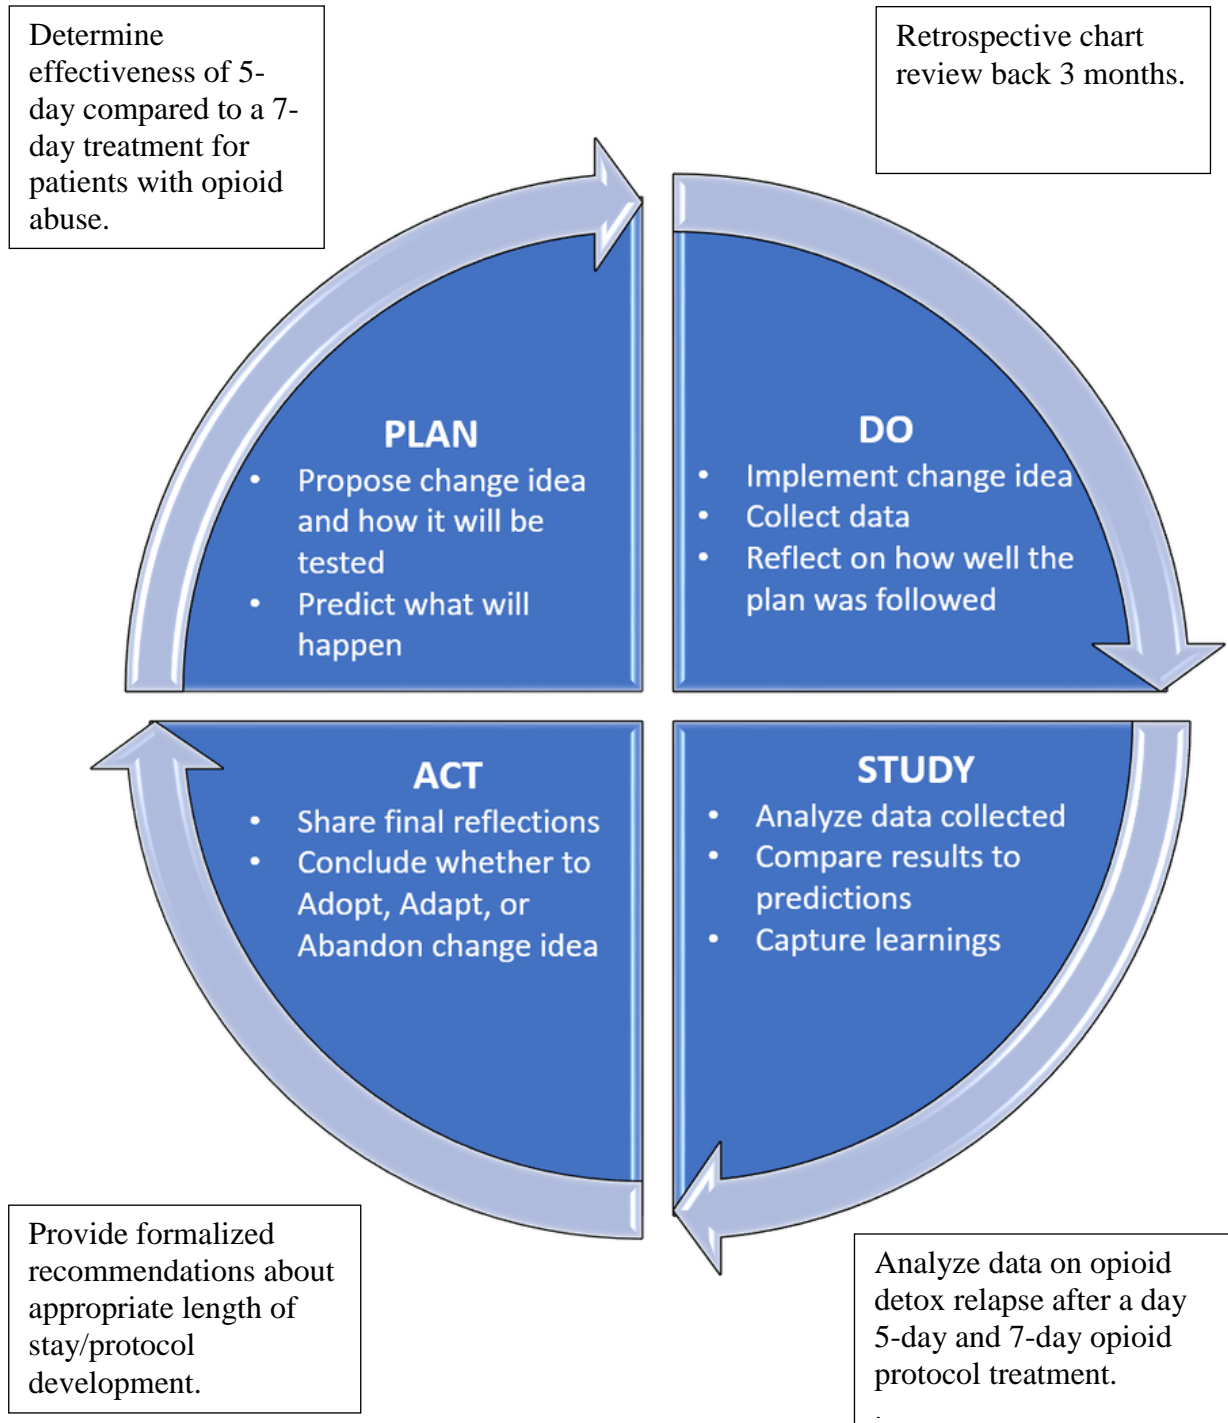 Determine
effectiveness of 5-
day compared to a 7-
day treatment for
patients with opioid
abuse.
Retrospective chart
review back 3 months.
PLAN
• Propose change idea
and how it will be
tested
• Predict what will
happen
DO
• Implement change idea
• Collect data
• Reflect on how well the
plan was followed
ACT
• Share final reflections
• Conclude whether to
Adopt, Adapt, or
Abandon change idea
STUDY
• Analyze data collected
• Compare results to
predictions
• Capture learnings
Provide formalized
recommendations about
appropriate length of
stay/protocol
development.
Analyze data on opioid
detox relapse after a day
5-day and 7-day opioid
protocol treatment.
.